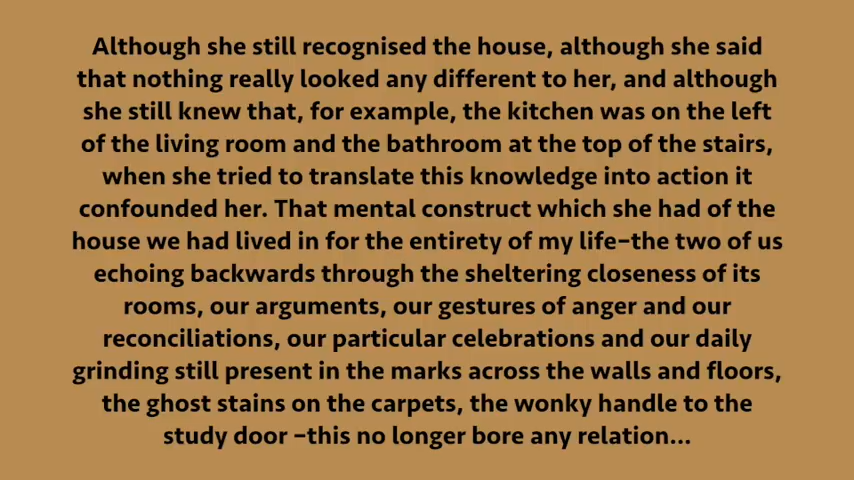 Although she still recognised the house, although she said
that nothing really looked any different to her, and although
she still knew that, for example, the kitchen was on the left
of the living room and the bathroom at the top of the stairs,
when she tried to translate this knowledge into action it
confounded her. That mental construct which she had of the
house we had lived in for the entirety of my life–the two of us
echoing backwards through the sheltering closeness of its
rooms, our arguments, our gestures of anger and our
reconciliations, our particular celebrations and our daily
grinding still present in the marks across the walls and floors,
the ghost stains on the carpets, the wonky handle to the
study door –this no longer bore any relation...